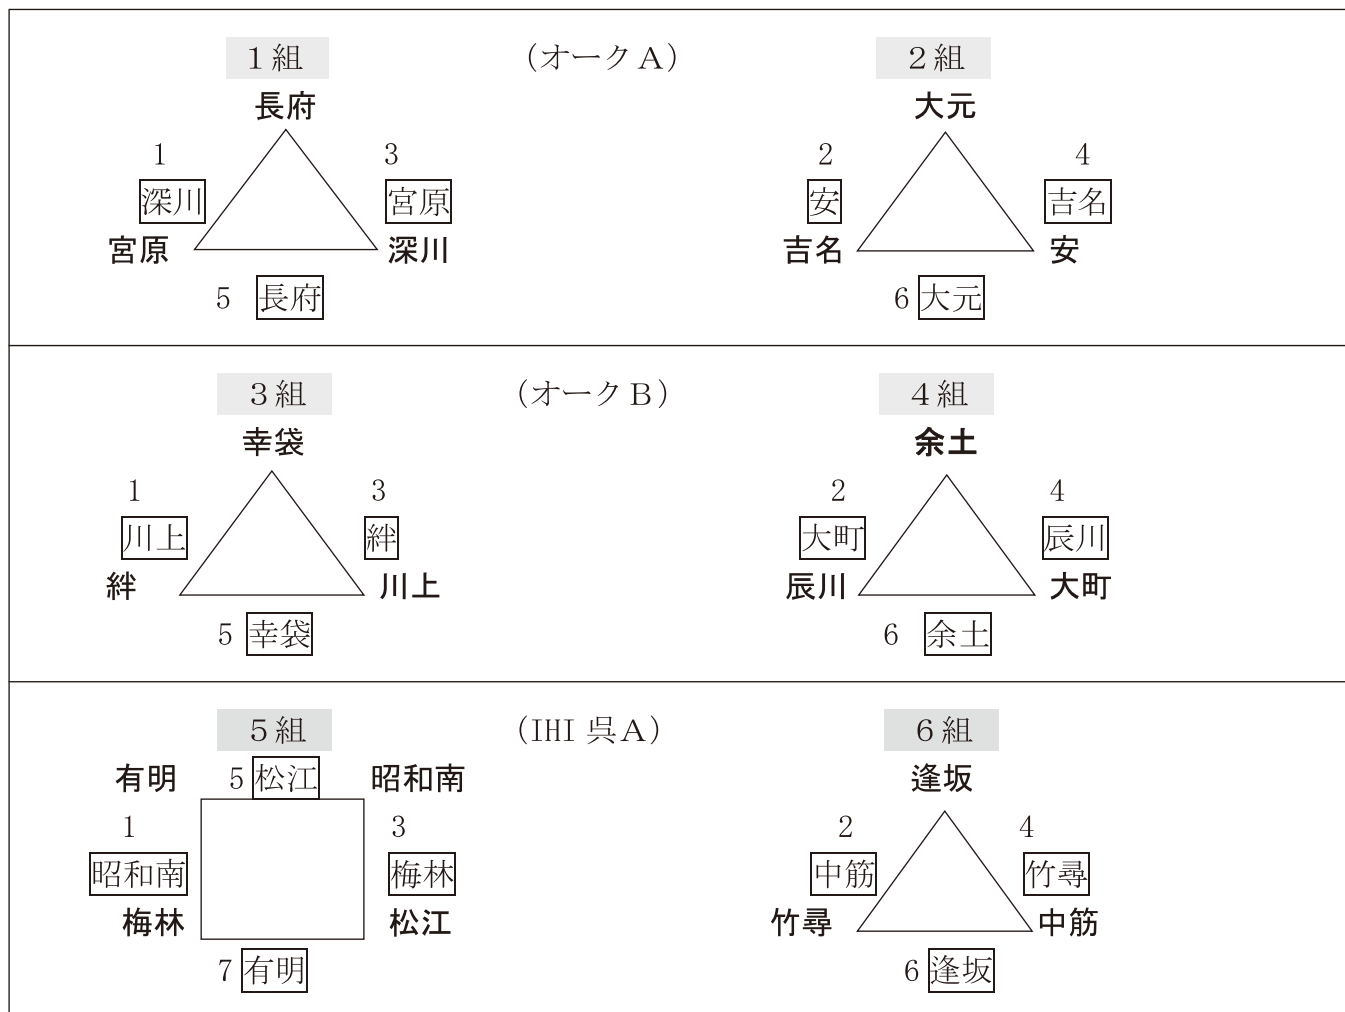 １組 （オークＡ） ２組
長府 大元
1 3 2 4
深川 宮原 安 吉名
宮原 深川 吉名 安
5 長府 6 大元
３組 （オークＢ） ４組
幸袋 余土
1 3 2 4
川上 絆 大町 辰川
絆 川上 辰川 大町
5 幸袋 6 余土
５組 （IHI 呉Ａ） ６組
有明 5 松江 昭和南 逢坂
1 3 2 4
昭和南 梅林 中筋 竹尋
梅林 松江 竹尋 中筋
7 有明 6 逢坂